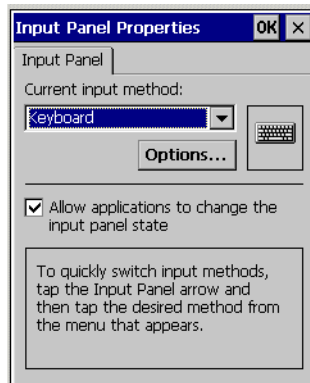 Input Panel Properties OK ×
Input Panel
Current input method:
Keyboard
Options...
Allow applications to change the
input panel state
To quickly switch input methods,
tap the Input Panel arrow and
then tap the desired method from
the menu that appears.